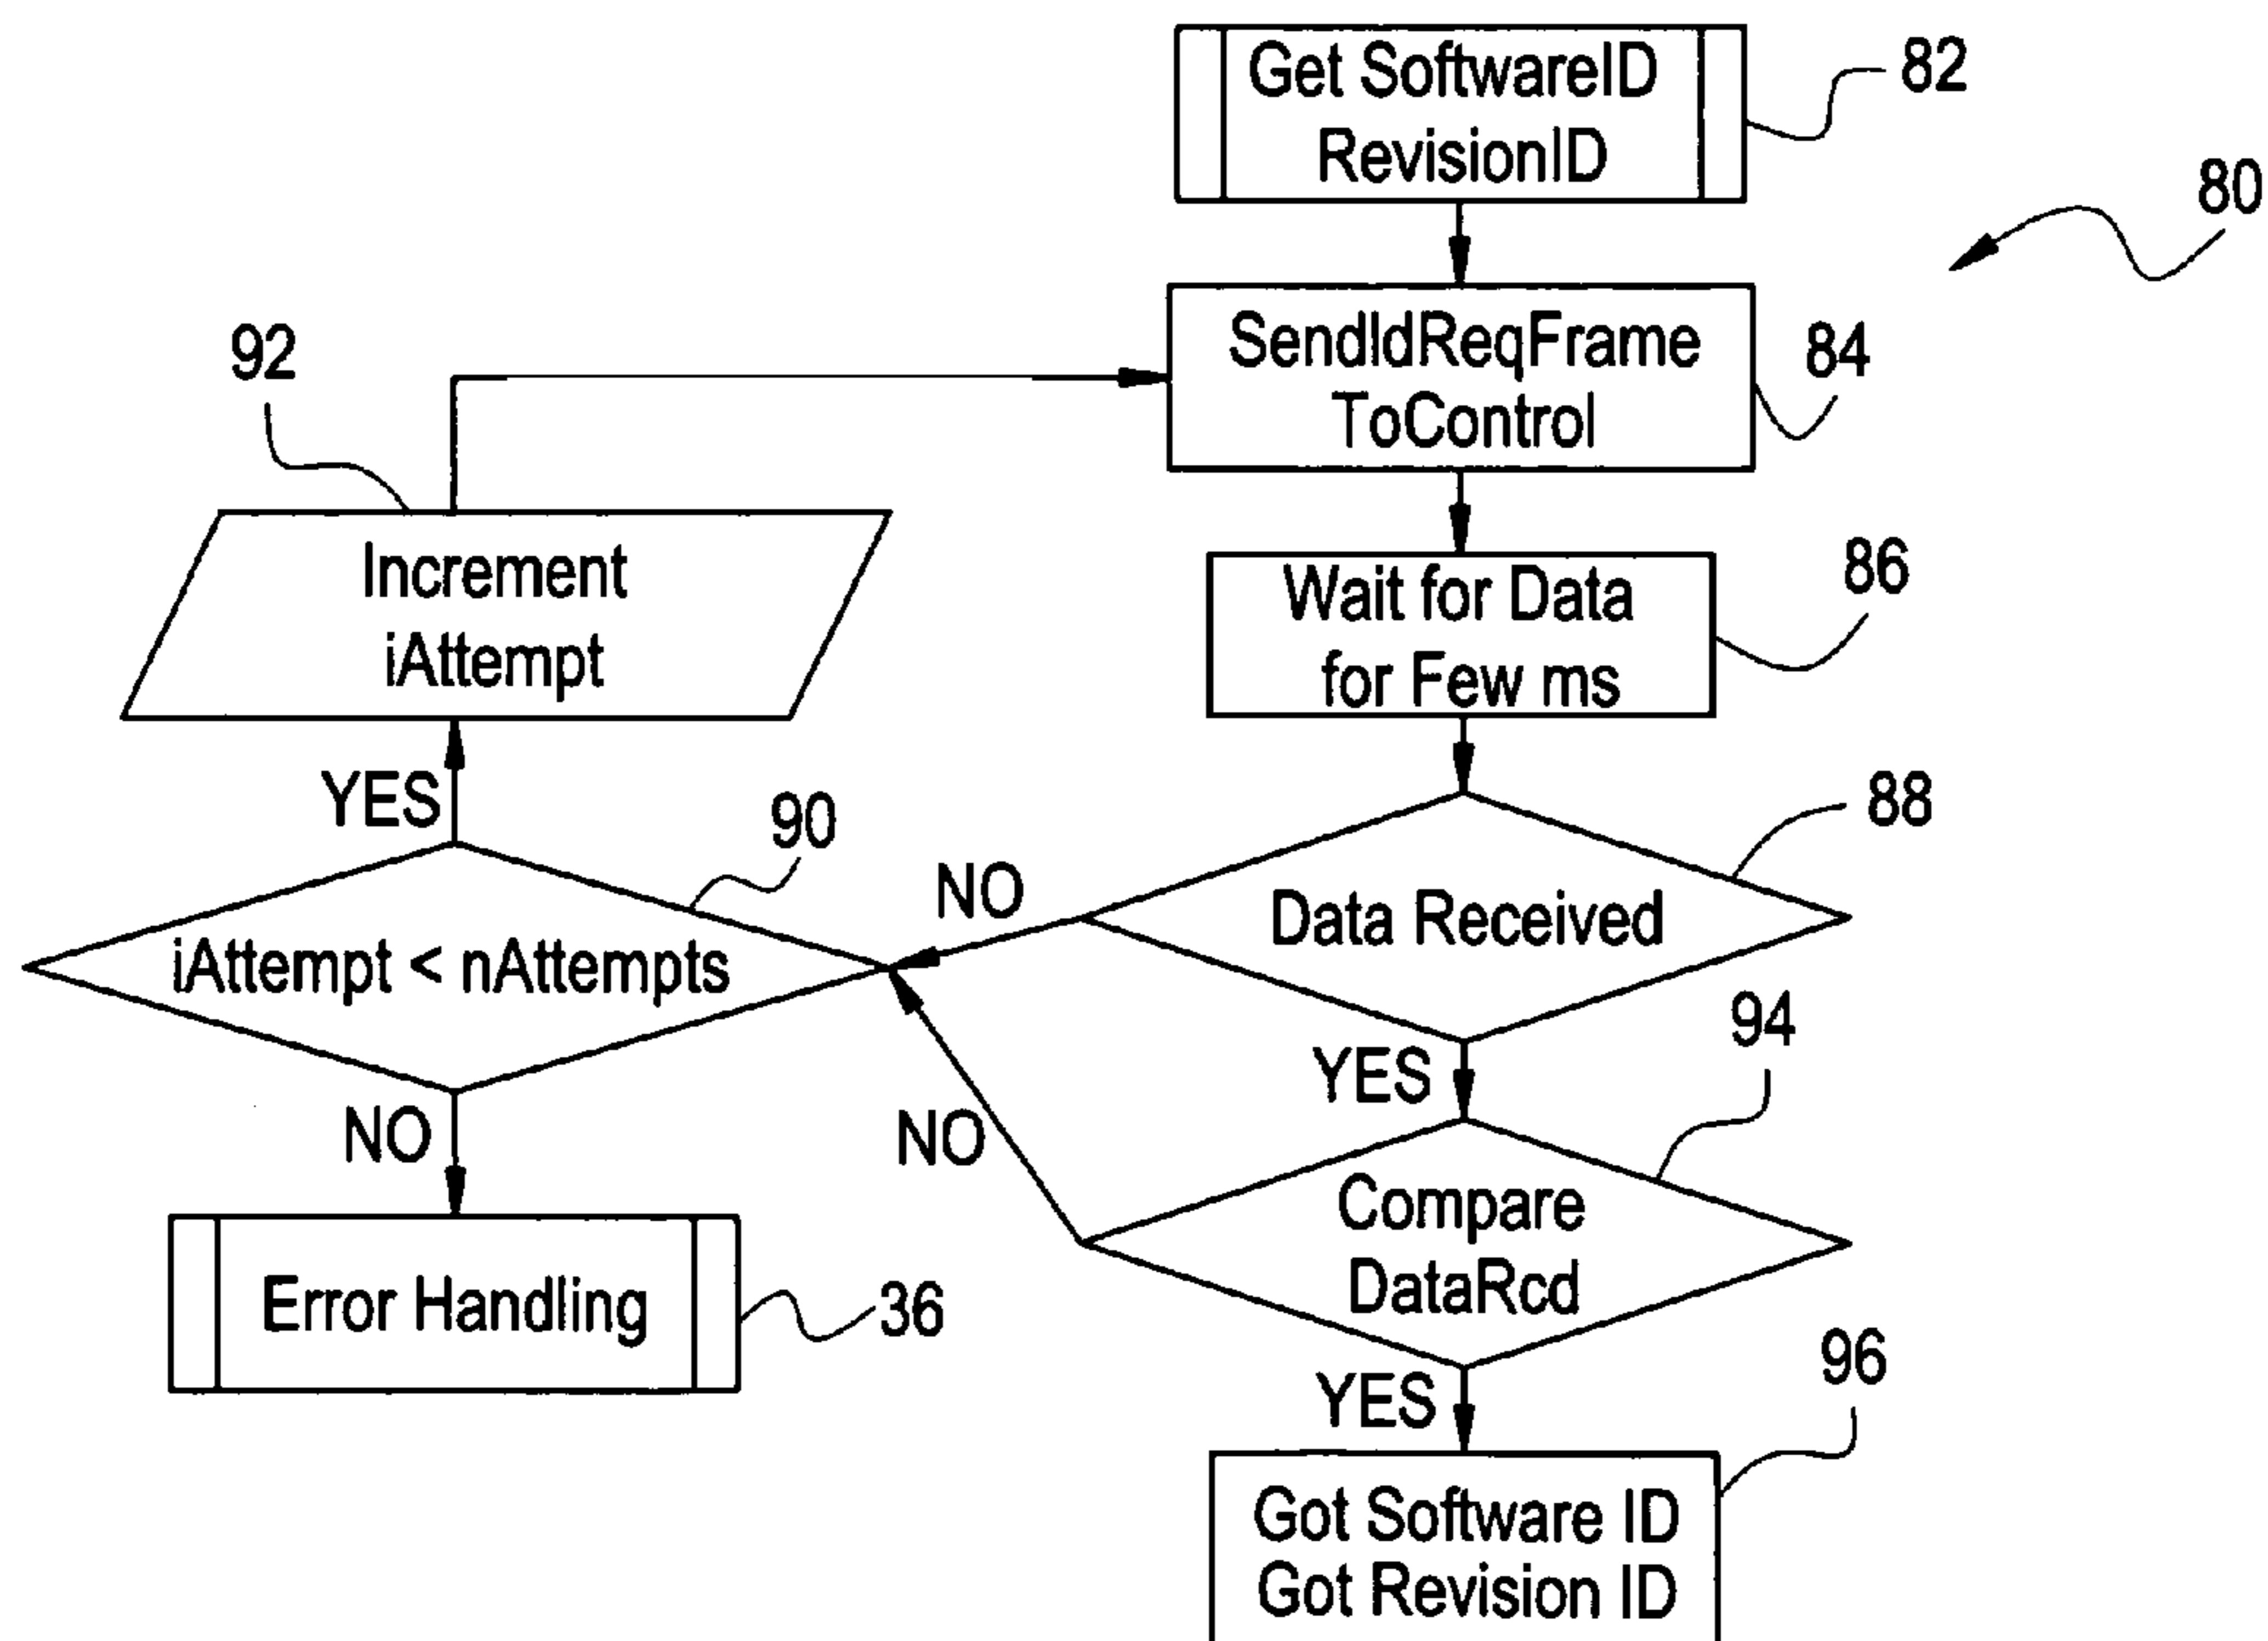 Get SoftwareID
RevisionID
82
80
SendIdReqFrame
ToControl
84
92
Increment
iAttempt
Wait for Data
for Few ms
86
YES
90
88
iAttempt < nAttempts
NO
Data Received
NO
YES
94
NO
Compare
DataRcd
Error Handling
36
YES
96
Got Software ID
Got Revision ID